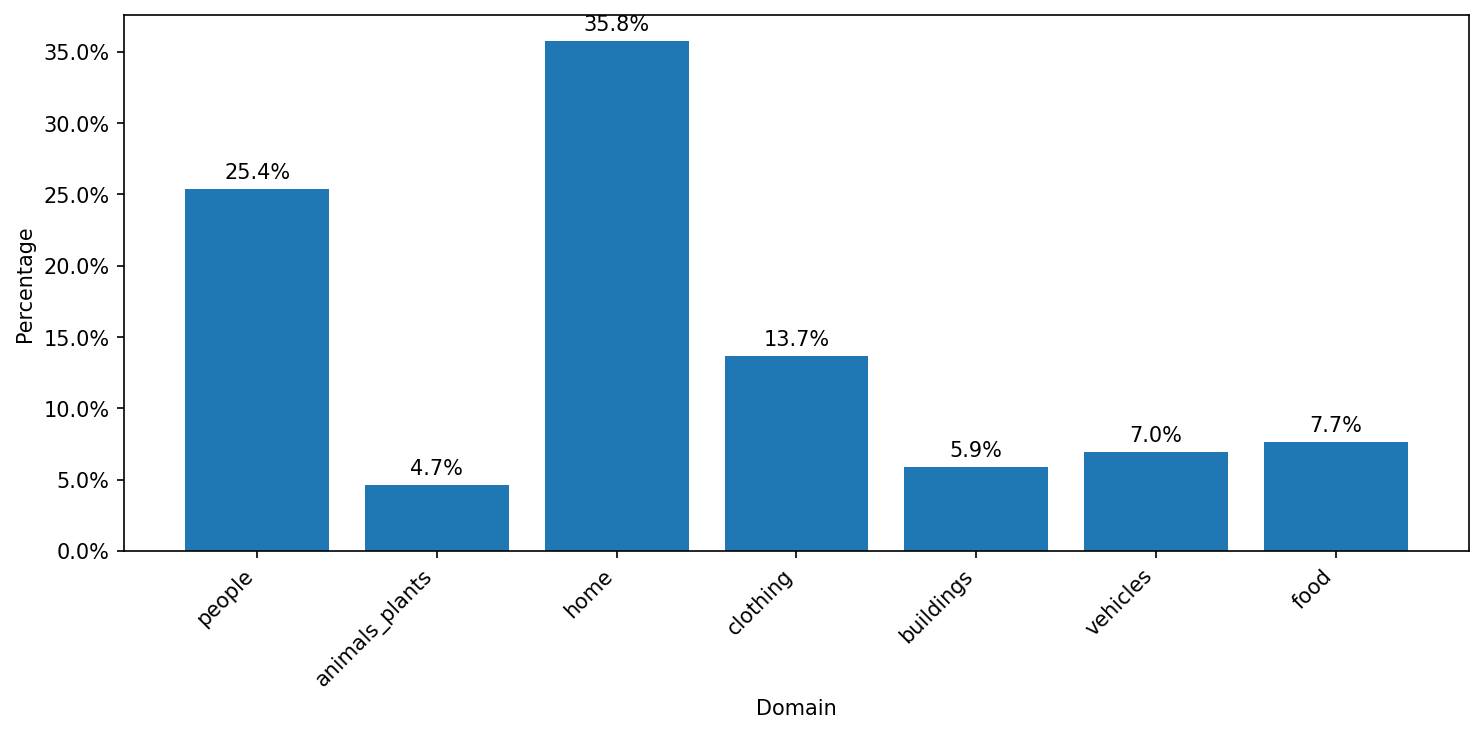 35.8%
35.0%
30.0%
25.4%
25.0%
20.0%
Percentage
15.0%
13.7%
10.0%
7.7%
7.0%
5.9%
5.0%
4.7%
0.0%
people
animals_plants
home
clothing
buildings
vehicles
food
Domain